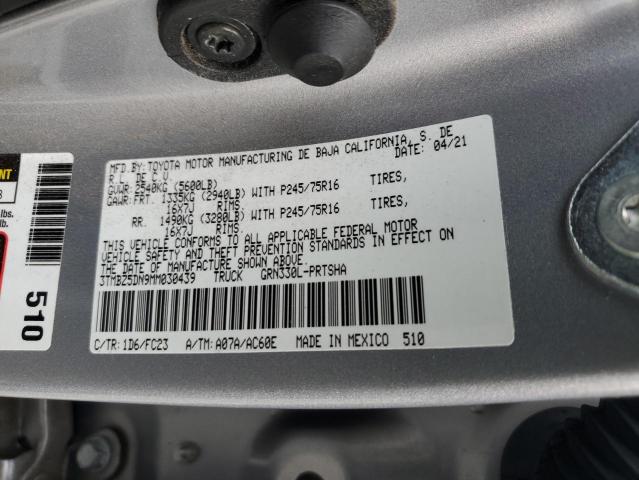 MFD.BY:TOYOTA MOTOR MANUFACTURING DE BAJA CALIFORNIA, S. DE
R.L. DE C.V. DATE: 04/21
GVWR: 2540KG (5600LB)
GAWR:FRT. 1335KG (2940LB) WITH P245/75R16 TIRES,
16X7J RIMS
RR. 1490KG (3280LB) WITH P245/75R16 TIRES,
16X7J RIMS
THIS VEHICLE CONFORMS TO ALL APPLICABLE FEDERAL MOTOR
VEHICLE SAFETY AND THEFT PREVENTION STANDARDS IN EFFECT ON
THE DATE OF MANUFACTURE SHOWN ABOVE.
3TMBZ5DN9MM030439 TRUCK GRN330L-PRTSHA
C/TR: 1D6/FC23 A/TM: A07A/AC60E MADE IN MEXICO 510
510
lbs.
lb.